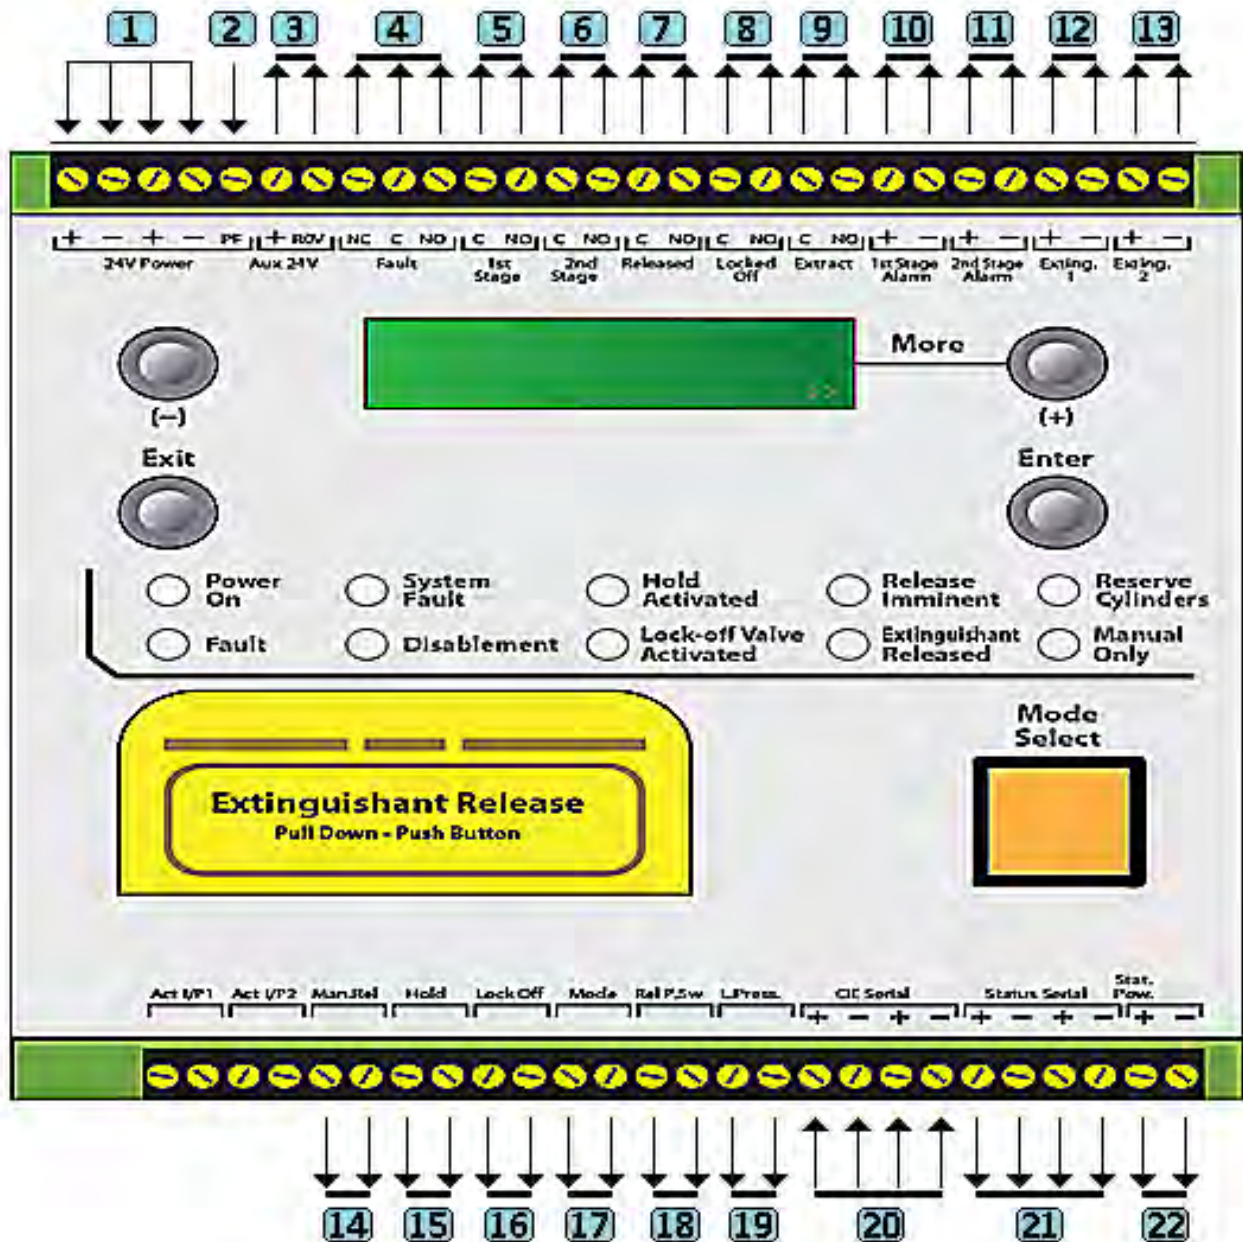 1 2 3 4 5 6 7 8 9 10 11 12 13
+ − + − PF + R0V NC C NO C NO C NO C NO C NO C NO + − + − + − + −
24V Power Aux 24V Fault 1st Stage 2nd Stage Released Locked Off Extract 1st Stage Alarm 2nd Stage Alarm Exting. 1 Exting. 2
More
(−) (+)
Exit Enter
Power On System Fault Hold Activated Release Imminent Reserve Cylinders
Fault Disablement Lock-off Valve Activated Extinguishant Released Manual Only
Mode Select
Extinguishant Release
Pull Down - Push Button
Act I/P1 Act I/P2 Man.Rel Hold Lock Off Mode Rel P.Sw L.Press. CIE Serial Status Serial Stat. Pow.
+ − + − + − + − + −
14 15 16 17 18 19 20 21 22